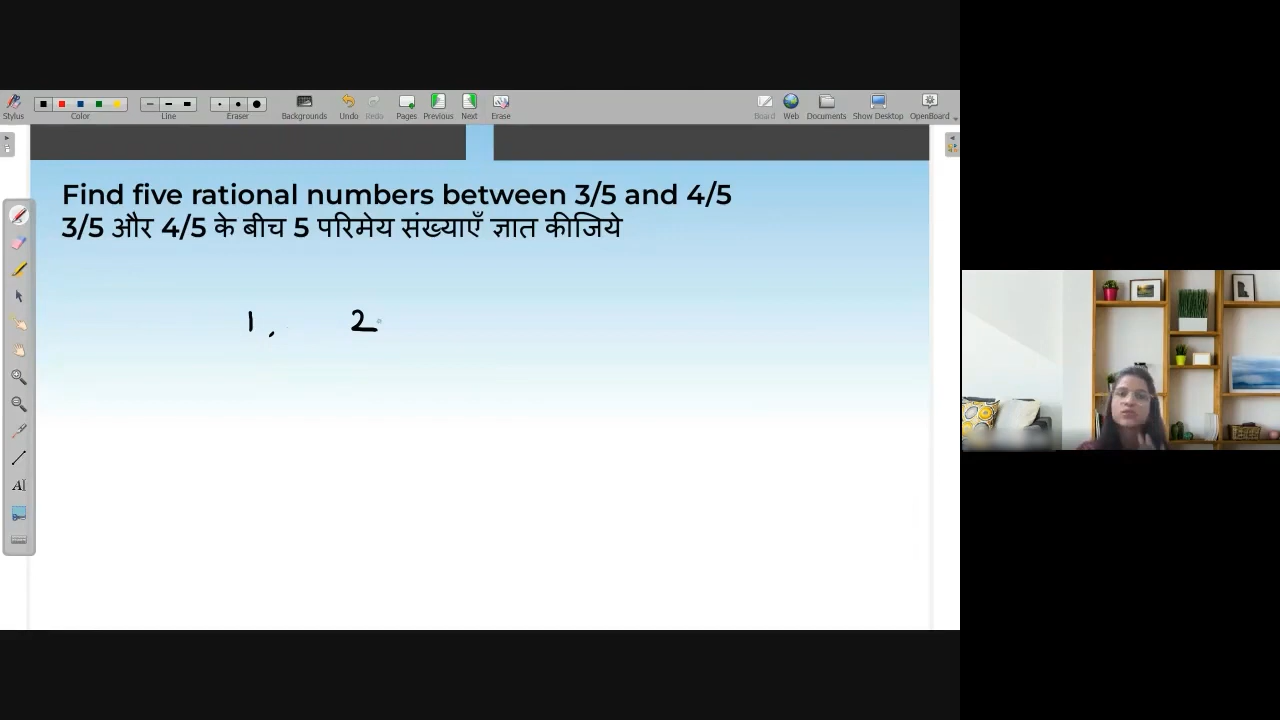 Stylus Color Line Eraser Backgrounds Undo Redo Pages Previous Next Erase Board Web Documents Show Desktop OpenBoard
Find five rational numbers between 3/5 and 4/5
3/5 और 4/5 के बीच 5 परिमेय संख्याएँ ज्ञात कीजिये
1, 2
AI